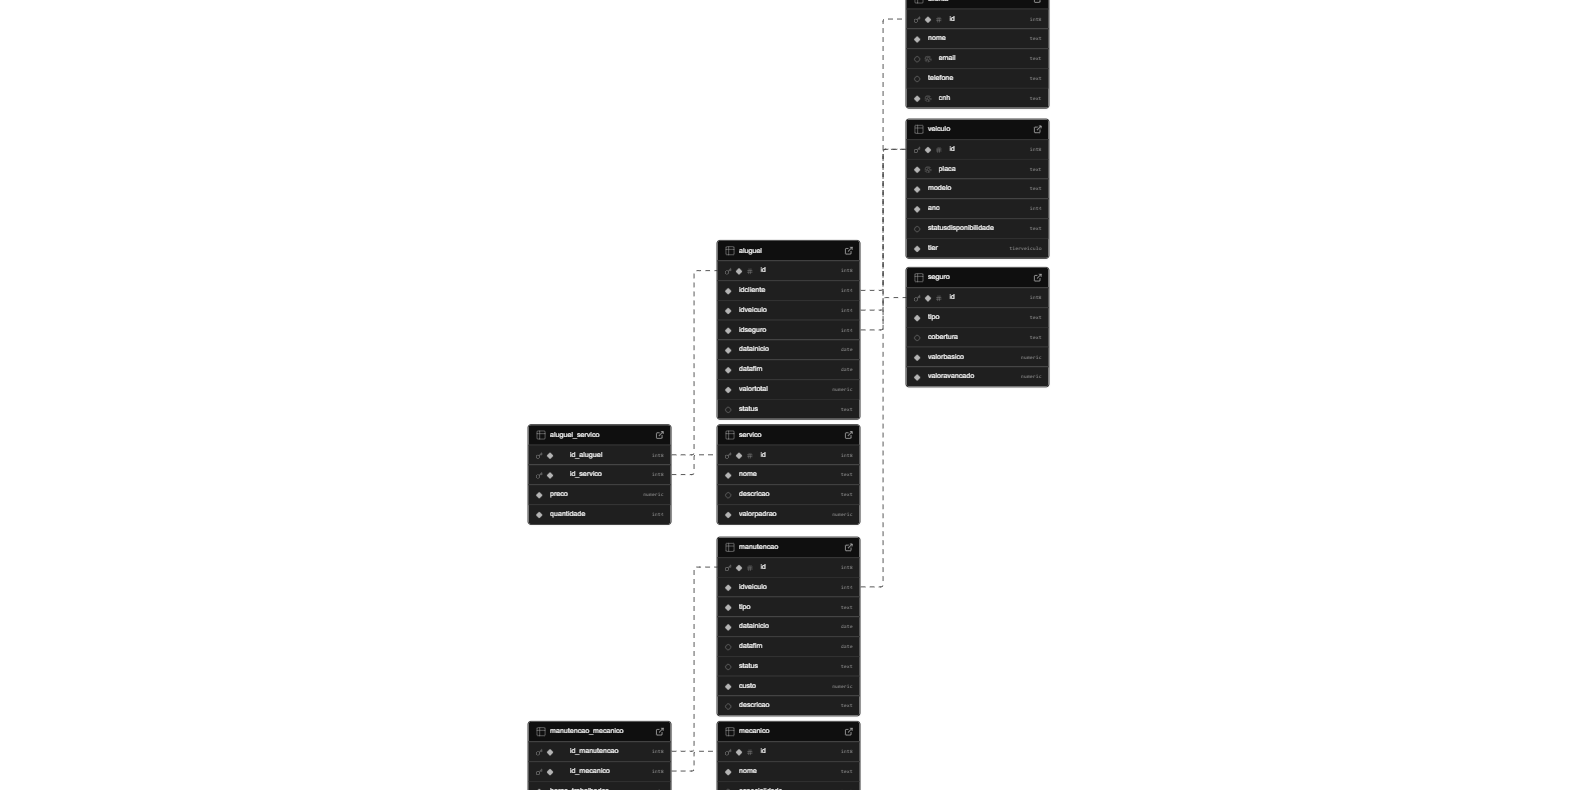 id int8
nome text
email text
telefone text
cnh text
veiculo
id int8
placa text
modelo text
ano int4
statusdisponibilidade text
tier tierveiculo
aluguel
id int8
idcliente int4
idveiculo int4
idseguro int4
datainicio date
datafim date
valortotal numeric
status text
seguro
id int8
tipo text
cobertura text
valorbasico numeric
valoravancado numeric
aluguel_servico
id_aluguel int8
id_servico int8
preco numeric
quantidade int4
servico
id int8
nome text
descricao text
valorpadrao numeric
manutencao
id int8
idveiculo int4
tipo text
datainicio date
datafim date
status text
custo numeric
descricao text
manutencao_mecanico
id_manutencao int8
id_mecanico int8
mecanico
id int8
nome text